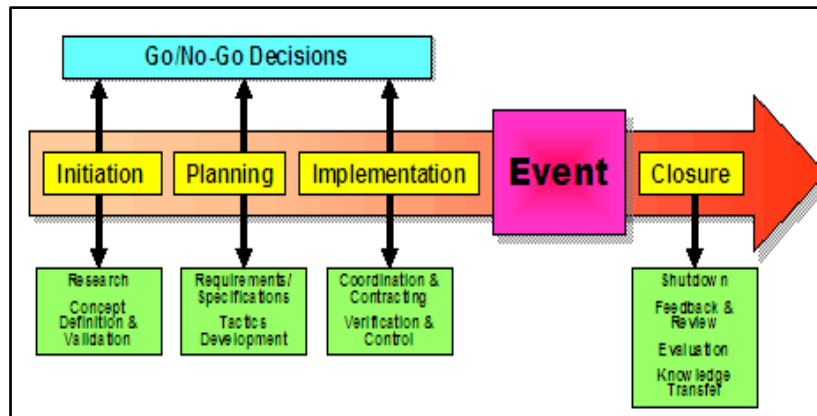 Go/No-Go Decisions
Initiation
Planning
Implementation
Event
Closure
Research
Concept
Definition &
Validation
Requirements/
Specifications
Tactics
Development
Coordination &
Contracting
Verification &
Control
Shutdown
Feedback &
Review
Evaluation
Knowledge
Transfer